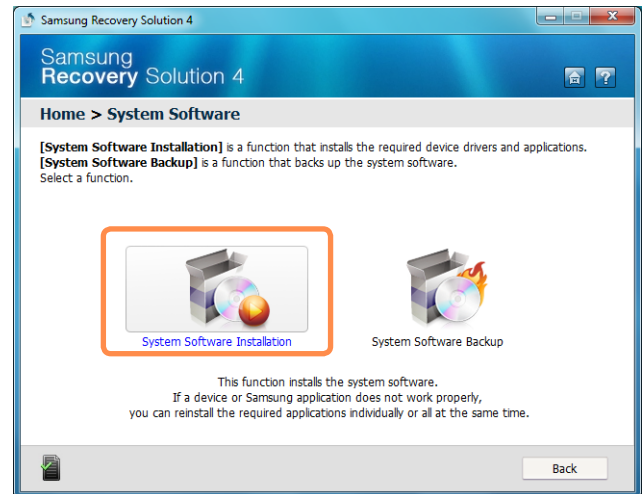 Samsung Recovery Solution 4
Samsung
Recovery Solution 4
?
Home > System Software
[System Software Installation] is a function that installs the required device drivers and applications.
[System Software Backup] is a function that backs up the system software.
Select a function.
System Software Installation
System Software Backup
This function installs the system software.
If a device or Samsung application does not work properly,
you can reinstall the required applications individually or all at the same time.
Back